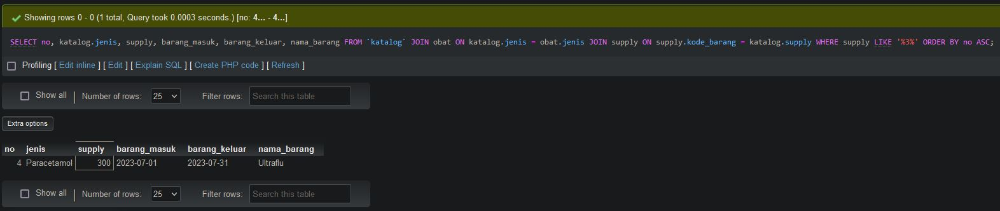 Showing rows 0 - 0 (1 total, Query took 0.0003 seconds.) [no: 4... - 4...]
SELECT no, katalog.jenis, supply, barang_masuk, barang_keluar, nama_barang FROM `katalog` JOIN obat ON katalog.jenis = obat.jenis JOIN supply ON supply.kode_barang = katalog.supply WHERE supply LIKE '%3%' ORDER BY no ASC;
Profiling [ Edit inline ] [ Edit ] [ Explain SQL ] [ Create PHP code ] [ Refresh ]
Show all | Number of rows: 25 Filter rows: Search this table
Extra options
no jenis supply barang_masuk barang_keluar nama_barang
4 Paracetamol 300 2023-07-01 2023-07-31 Ultraflu
Show all | Number of rows: 25 Filter rows: Search this table